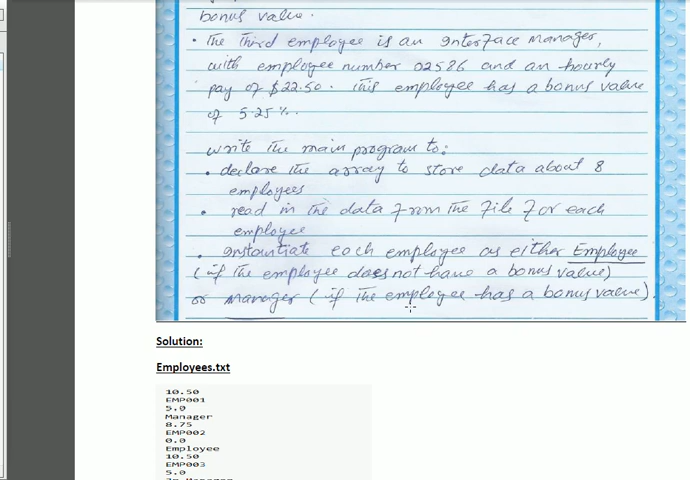 bonus value.
• The third employee is an Interface Manager,
with employee number 02586 and an hourly
pay of $22.50. This employee has a bonus value
of 5.25%.
write the main program to:
• declare the array to store data about 8
employees
• read in the data from the file for each
employee
• Instantiate each employee as either Employee
(if the employee does not have a bonus value)
or Manager (if the employee has a bonus value).
Solution:
Employees.txt
10.50
EMP001
5.0
Manager
8.75
EMP002
0.0
Employee
10.50
EMP003
5.0